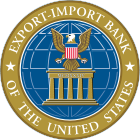 EXPORT-IMPORT BANK
OF THE UNITED STATES